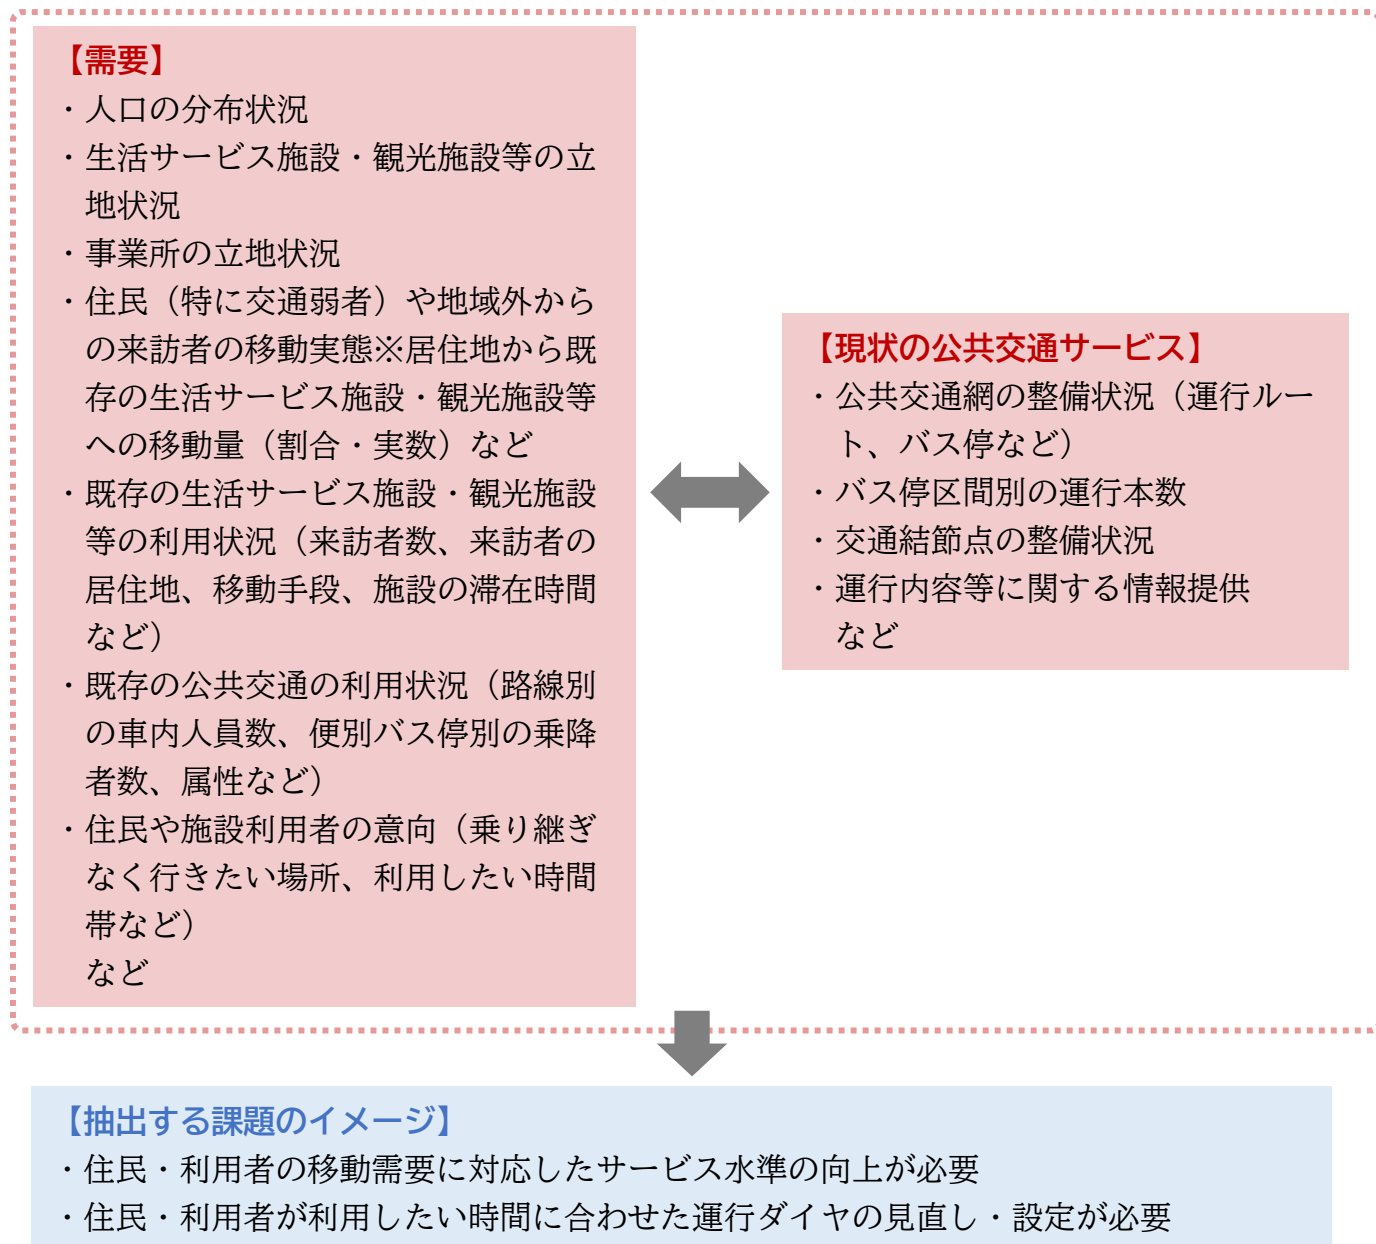 【需要】
・人口の分布状況
・生活サービス施設・観光施設等の立
地状況
・事業所の立地状況
・住民（特に交通弱者）や地域外から
の来訪者の移動実態※居住地から既
存の生活サービス施設・観光施設等
への移動量（割合・実数）など
・既存の生活サービス施設・観光施設
等の利用状況（来訪者数、来訪者の
居住地、移動手段、施設の滞在時間
など）
・既存の公共交通の利用状況（路線別
の車内人員数、便別バス停別の乗降
者数、属性など）
・住民や施設利用者の意向（乗り継ぎ
なく行きたい場所、利用したい時間
帯など）
など
【現状の公共交通サービス】
・公共交通網の整備状況（運行ルー
ト、バス停など）
・バス停区間別の運行本数
・交通結節点の整備状況
・運行内容等に関する情報提供
など
【抽出する課題のイメージ】
・住民・利用者の移動需要に対応したサービス水準の向上が必要
・住民・利用者が利用したい時間に合わせた運行ダイヤの見直し・設定が必要